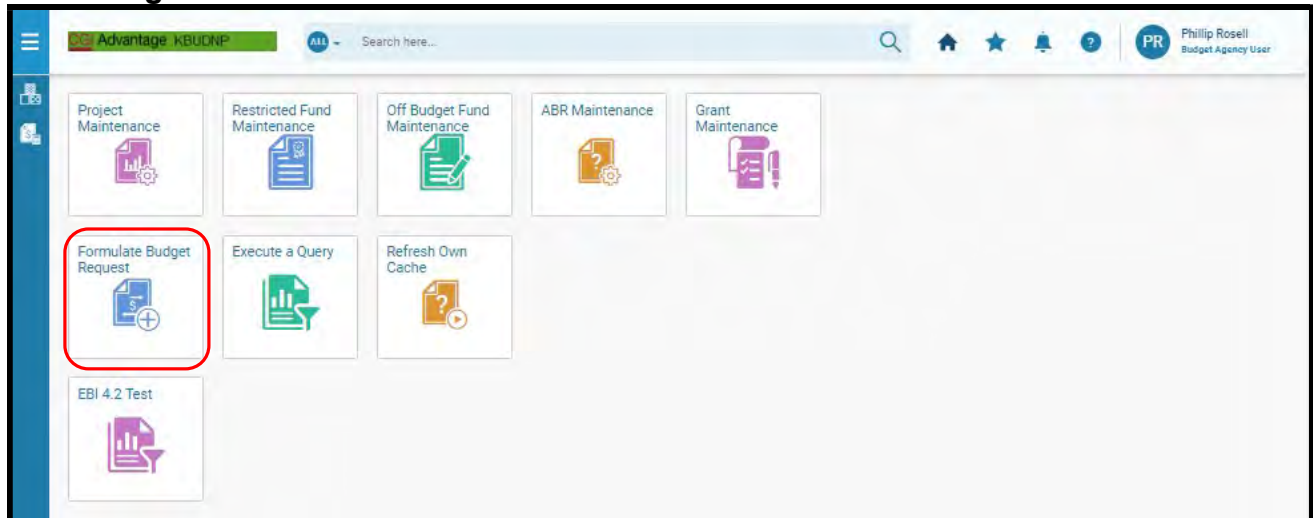 CGI Advantage KBUDNP
ALL
Search here...
PR
Phillip Rosell
Budget Agency User
Project
Maintenance
Restricted Fund
Maintenance
Off Budget Fund
Maintenance
ABR Maintenance
Grant
Maintenance
Formulate Budget
Request
Execute a Query
Refresh Own
Cache
EBI 4.2 Test